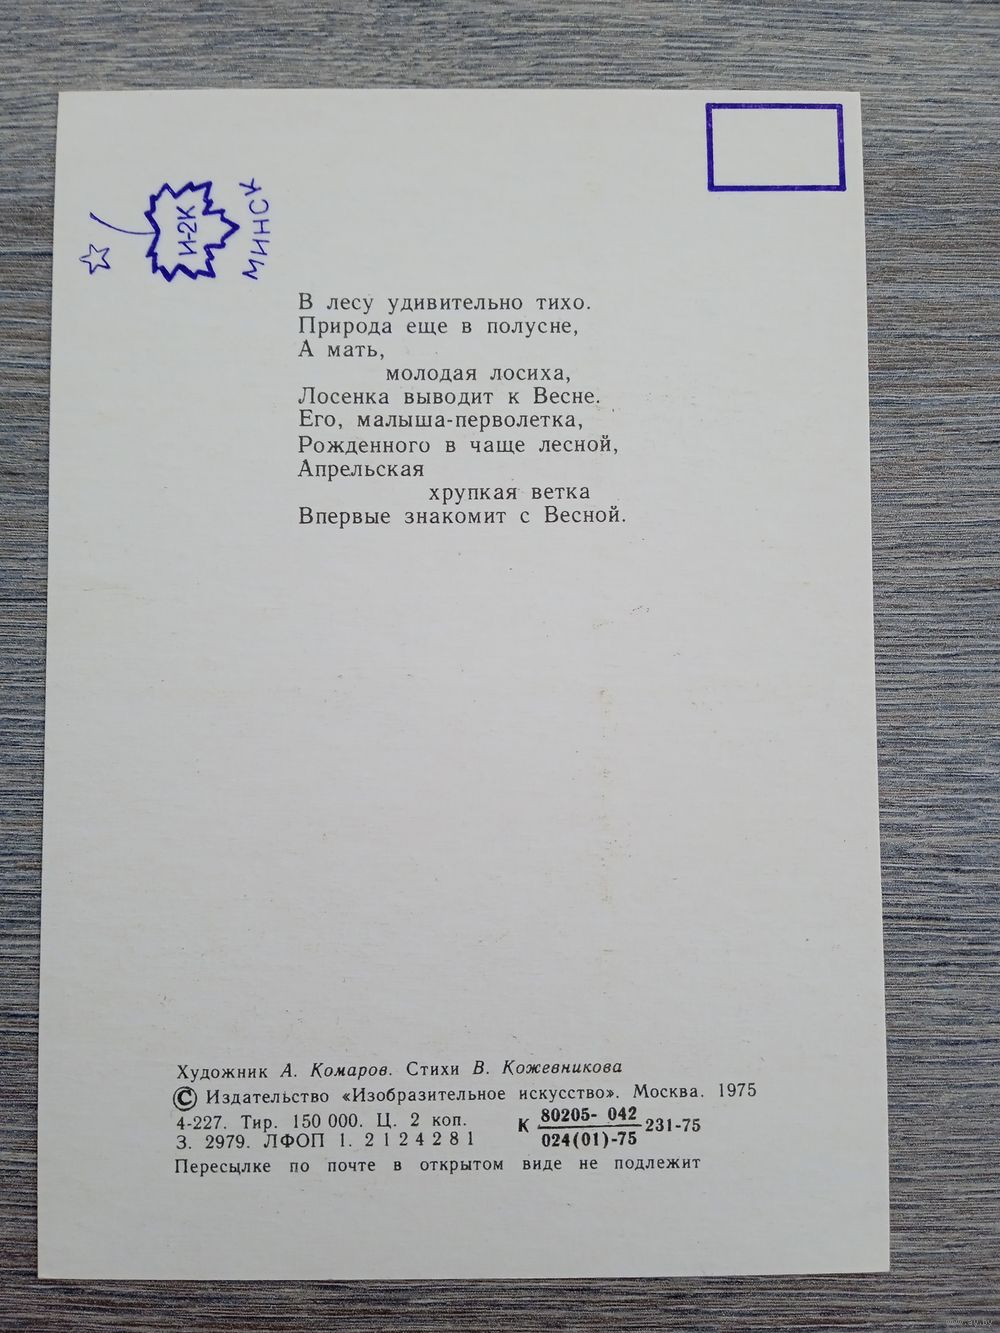 И-2К
МИНСК
В лесу удивительно тихо.
Природа еще в полусне,
А мать,
молодая лосиха,
Лосенка выводит к Весне.
Его, малыша-перволетка,
Рожденного в чаще лесной,
Апрельская
хрупкая ветка
Впервые знакомит с Весной.
Художник А. Комаров. Стихи В. Кожевникова
© Издательство «Изобразительное искусство». Москва. 1975
4-227. Тир. 150 000. Ц. 2 коп.
З. 2979. ЛФОП 1. 2124281
К 80205-042
024(01)-75 231-75
Пересылке по почте в открытом виде не подлежит
www.ay.by